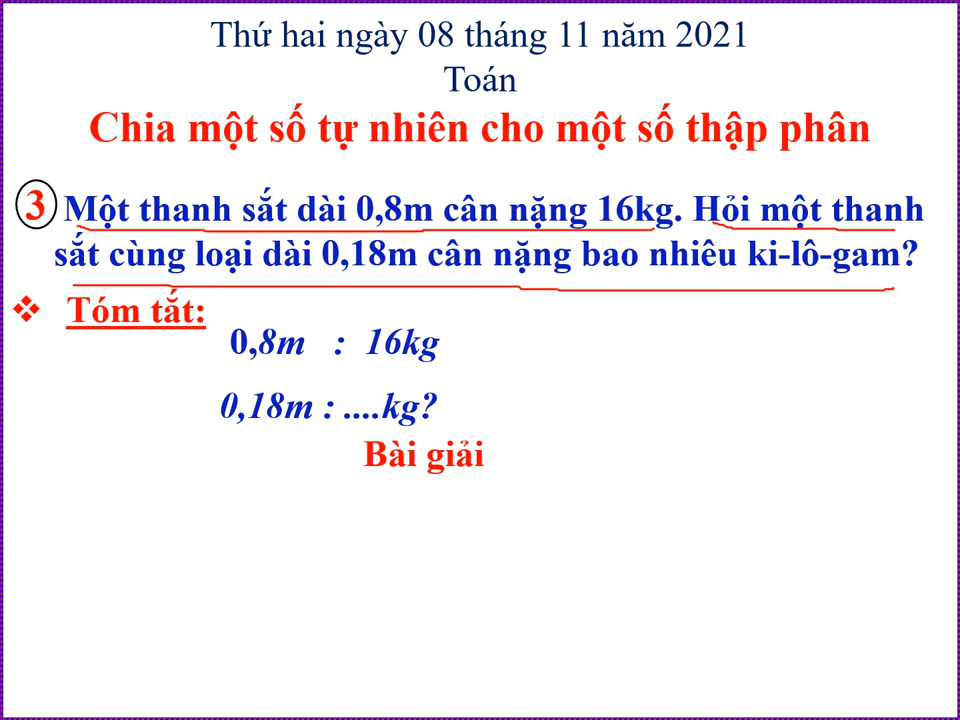 Thứ hai ngày 08 tháng 11 năm 2021
Toán
Chia một số tự nhiên cho một số thập phân
3 Một thanh sắt dài 0,8m cân nặng 16kg. Hỏi một thanh
sắt cùng loại dài 0,18m cân nặng bao nhiêu ki-lô-gam?
❖ Tóm tắt:
0,8m : 16kg
0,18m : ....kg?
Bài giải